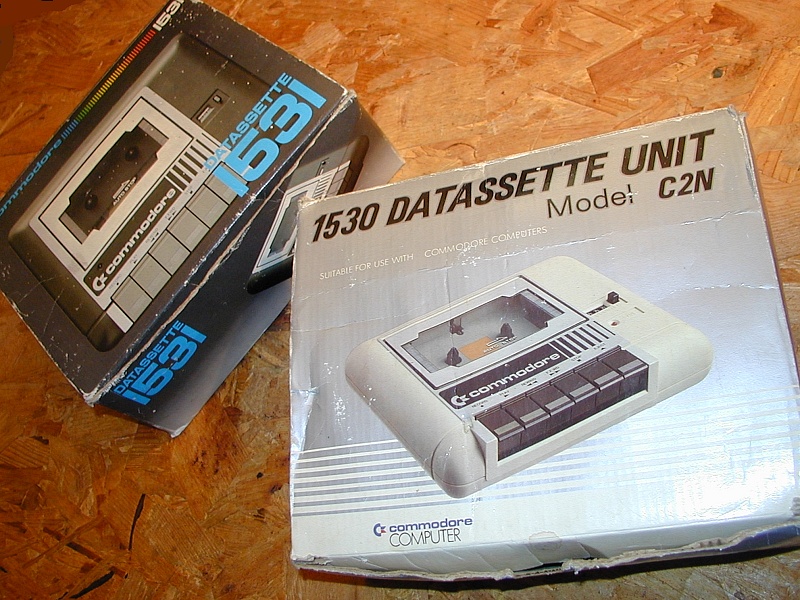 1531
commodore
DATASSETTE
1531
commodore
DATASSETTE
1531
1530 DATASSETTE UNIT
Model C2N
SUITABLE FOR USE WITH COMMODORE COMPUTERS
commodore
commodore
COMPUTER